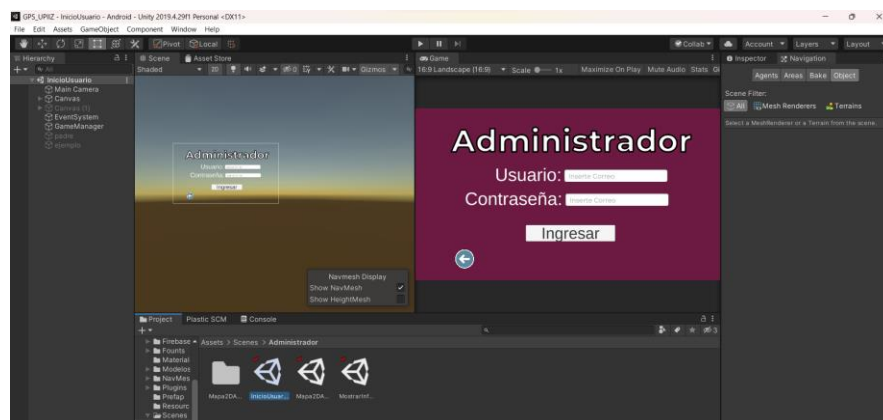 GPS_UPIIZ - InicioUsuario - Android - Unity 2019.4.29f1 Personal <DX11>
File Edit Assets GameObject Component Window Help
Pivot Local Collab Account Layers Layout
Hierarchy Scene Asset Store Game Inspector Navigation
All Shaded 2D Gizmos 16:9 Landscape (16:9) Scale 1x Maximize On Play Mute Audio Stats Gi
Agents Areas Bake Object
InicioUsuario
Main Camera
Canvas
Canvas (1)
EventSystem
GameManager
padre
ejemplo
Scene Filter:
All Mesh Renderers Terrains
Select a MeshRenderer or a Terrain from the scene.
Administrador
Usuario:
Contraseña:
Ingresar
Administrador
Usuario: Inserte Correo
Contraseña: Inserte Correo
Ingresar
Navmesh Display
Show NavMesh
Show HeightMesh
Project Plastic SCM Console
Assets > Scenes > Administrador
Firebase
Founts
Material
Modelos
NavMes
Plugins
Prefap
Resourc
Scenes
Mapa2DA... InicioUsuar... Mapa2DA... MostrarInf...